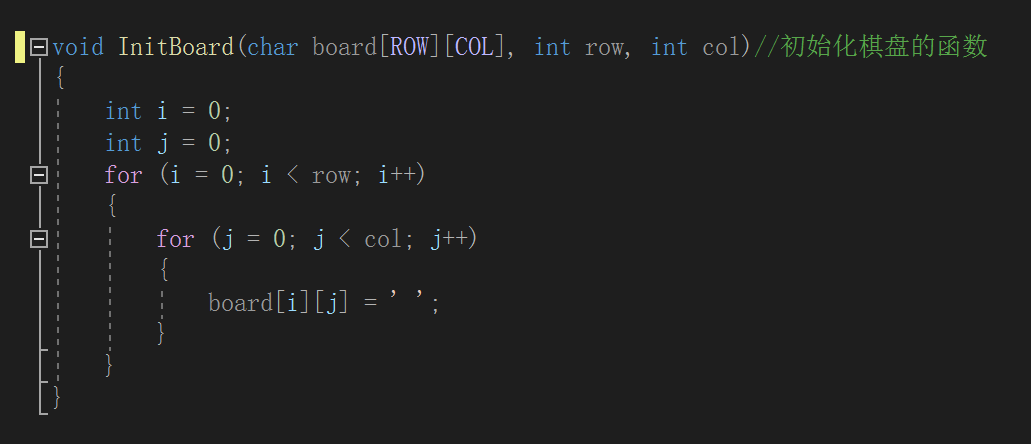 void InitBoard(char board[ROW][COL], int row, int col)//初始化棋盘的函数
{
    int i = 0;
    int j = 0;
    for (i = 0; i < row; i++)
    {
        for (j = 0; j < col; j++)
        {
            board[i][j] = ' ';
        }
    }
}